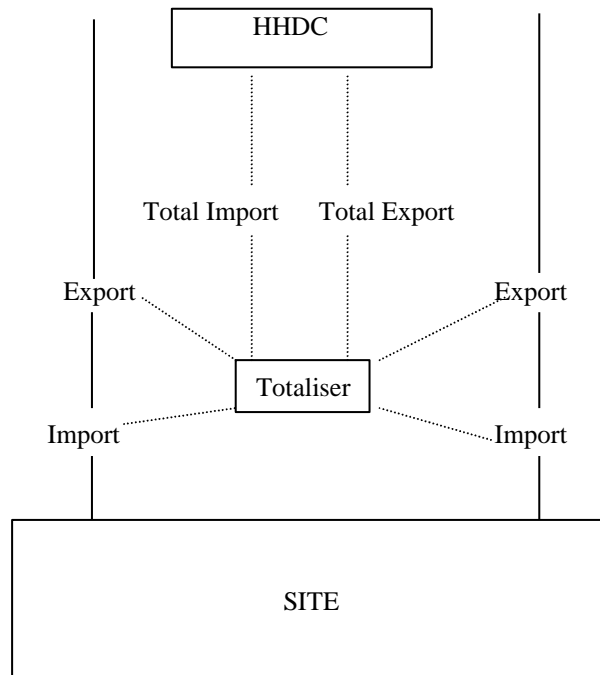 HHDC
Total Import Total Export
Export Export
Totaliser
Import Import
SITE